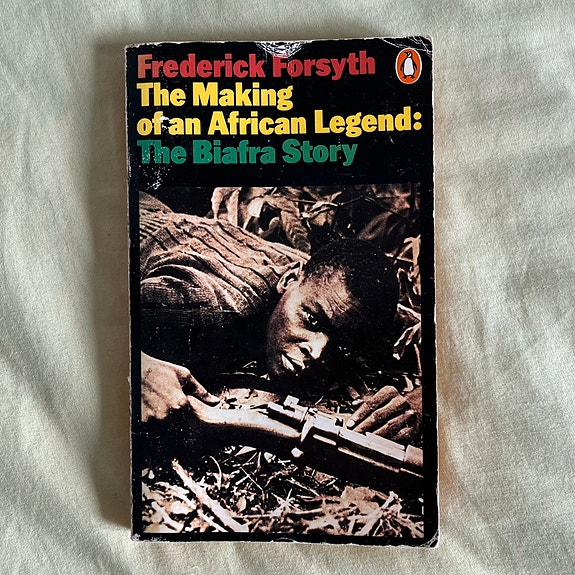 Frederick Forsyth
The Making
of an African Legend:
The Biafra Story